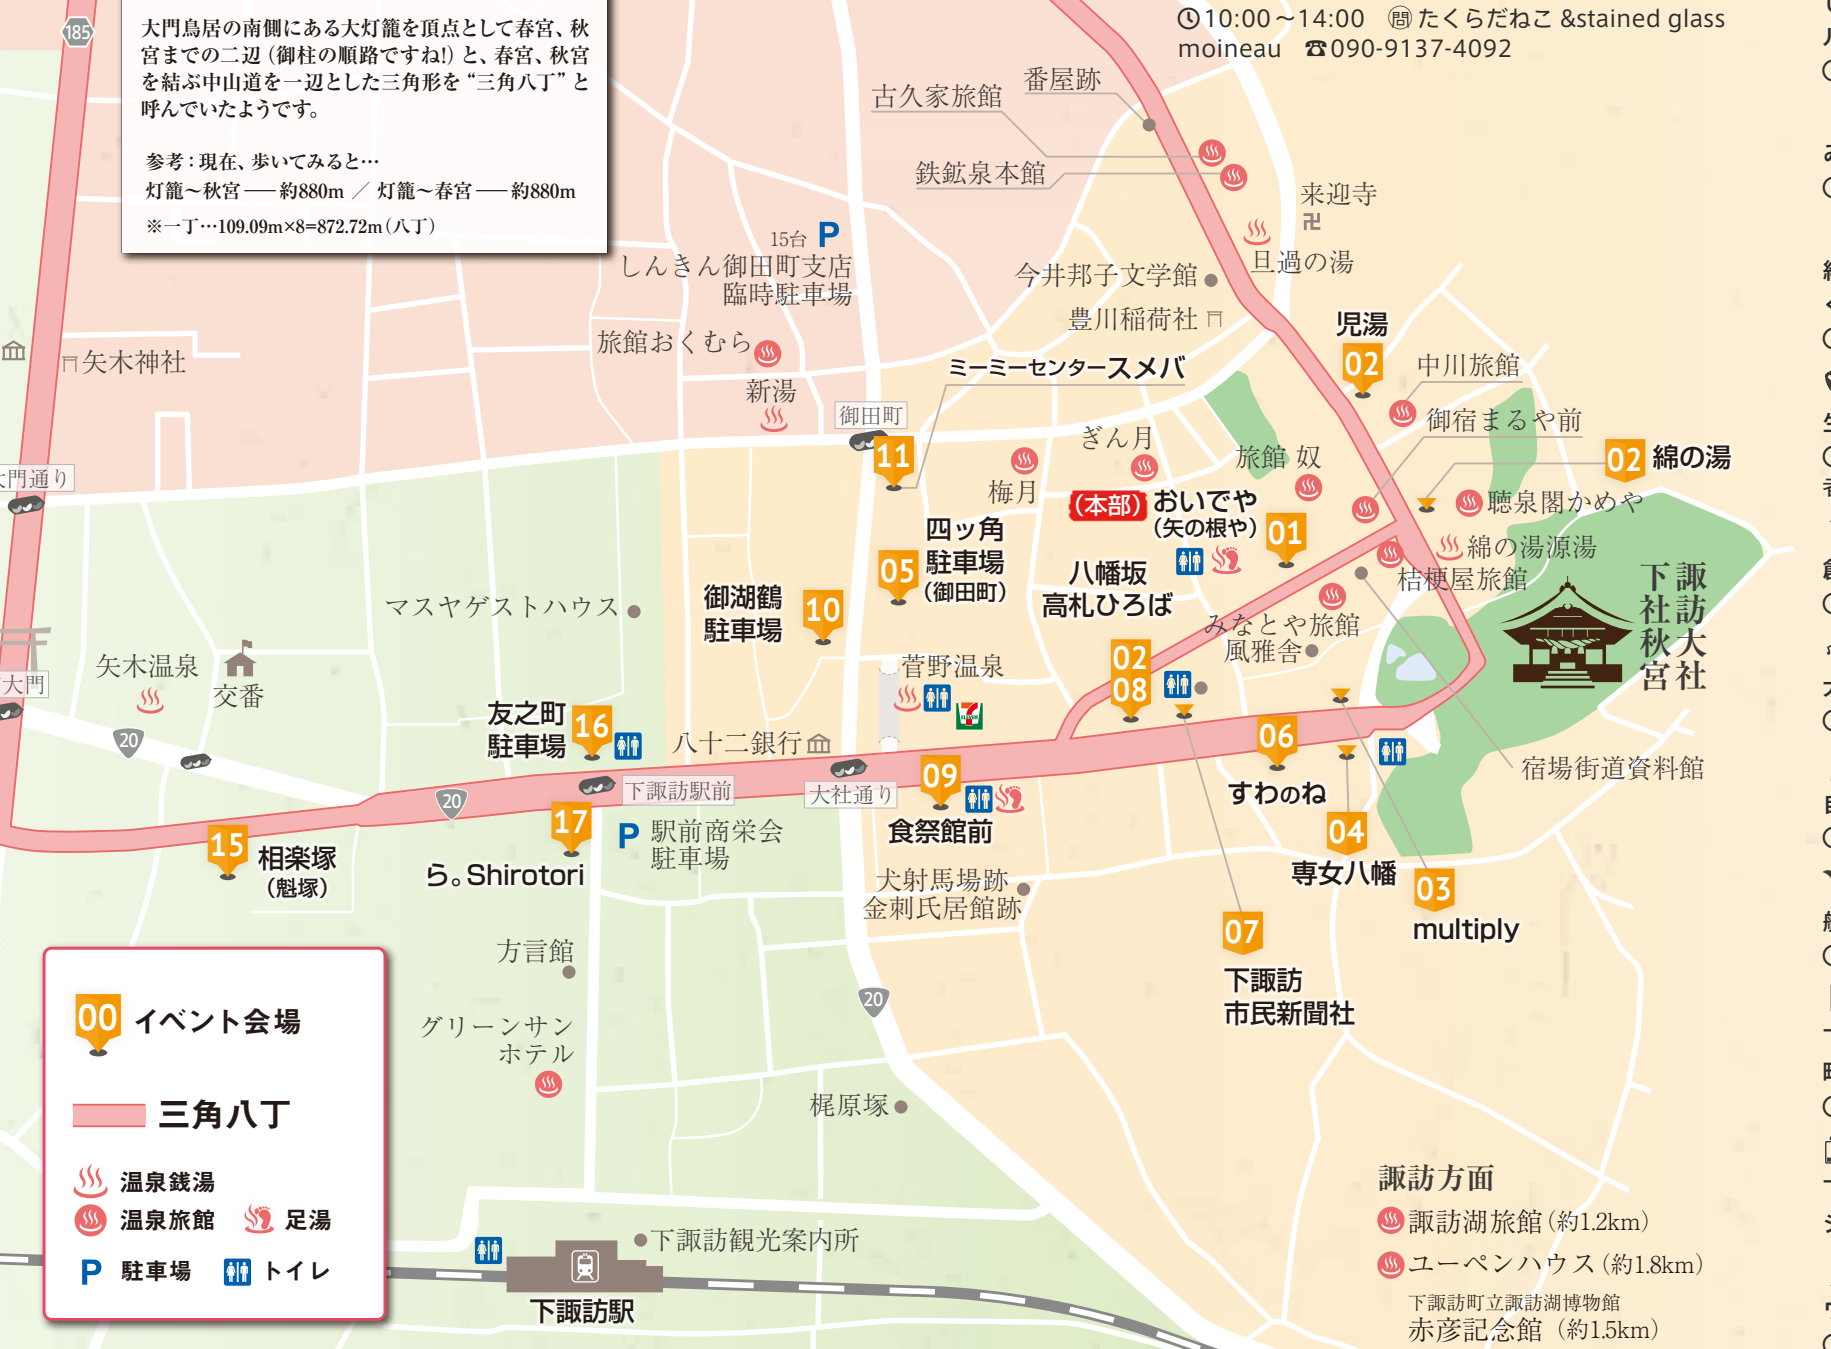 185
大門鳥居の南側にある大灯籠を頂点として春宮、秋
宮までの二辺（御柱の順路ですね!）と、春宮、秋宮
を結ぶ中山道を一辺とした三角形を“三角八丁”と
呼んでいたようです。
参考：現在、歩いてみると…
灯籠～秋宮 ── 約880m ／ 灯籠～春宮 ── 約880m
※一丁…109.09m×8=872.72m（八丁）
10:00～14:00 問 たくらだねこ &stained glass
moineau ☎090-9137-4092
番屋跡
古久家旅館
鉄鉱泉本館
来迎寺
卍
旦過の湯
15台 P
しんきん御田町支店
臨時駐車場
今井邦子文学館
豊川稲荷社
児湯
02
旅館おくむら
矢木神社
ミーミーセンタースメバ
中川旅館
新湯
御田町
11
御宿まるや前
ぎん月
旅館 奴
02 綿の湯
梅月
大門通り
（本部）おいでや
（矢の根や）
01
聴泉閣かめや
綿の湯源湯
四ッ角
駐車場
（御田町）
05
八幡坂
高札ひろば
桔梗屋旅館
諏訪大社
下社秋宮
御湖鶴
駐車場
10
マスヤゲストハウス
みなとや旅館
風雅舎
02
08
菅野温泉
矢木温泉
交番
大門
20
友之町
駐車場
16
八十二銀行
7
ELEVEN
06
すわのね
宿場街道資料館
下諏訪駅前
大社通り
09
食祭館前
20
15
相楽塚
（魁塚）
17
ら。Shirotori
P 駅前商栄会
駐車場
04
専女八幡
03
multiply
犬射馬場跡
金刺氏居館跡
07
下諏訪
市民新聞社
方言館
20
グリーンサン
ホテル
梶原塚
00 イベント会場
三角八丁
温泉銭湯
温泉旅館 足湯
P 駐車場 トイレ
下諏訪観光案内所
下諏訪駅
諏訪方面
諏訪湖旅館（約1.2km）
ユーペンハウス（約1.8km）
下諏訪町立諏訪湖博物館
赤彦記念館（約1.5km）